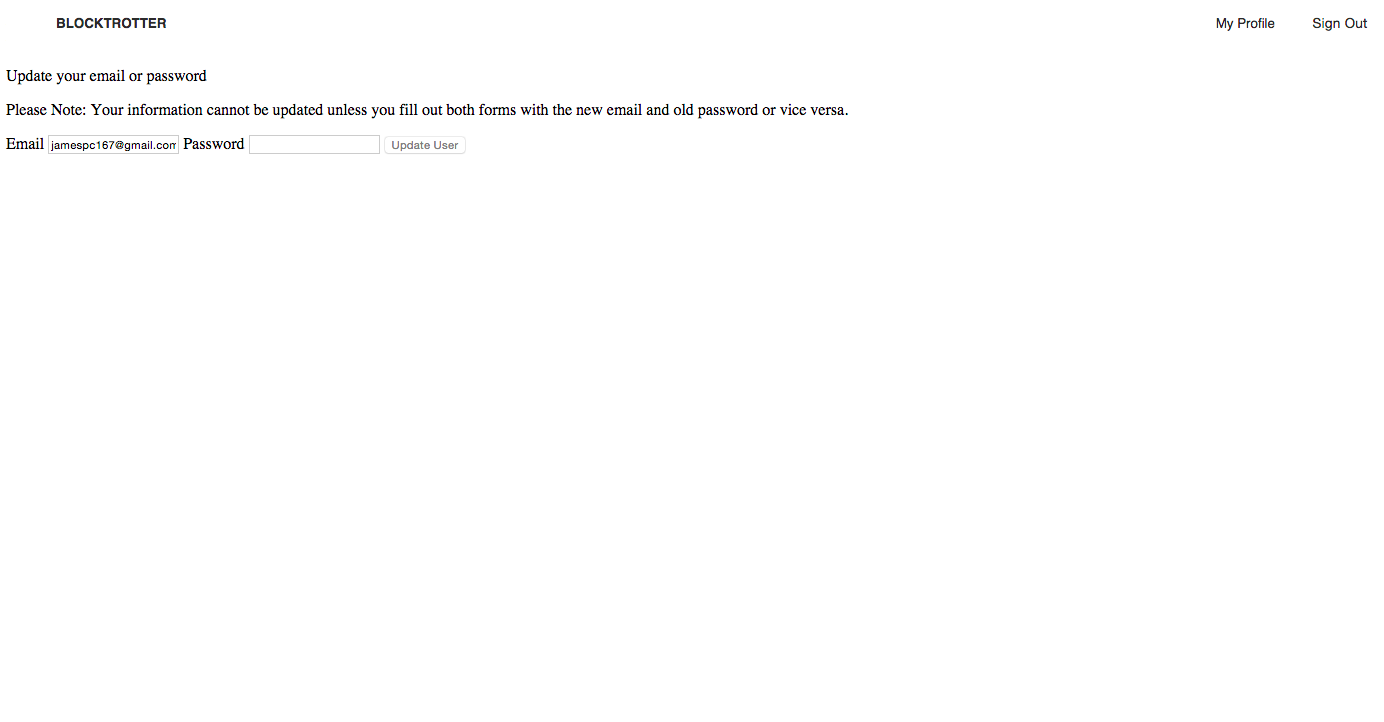 BLOCKTROTTER My Profile Sign Out
Update your email or password
Please Note: Your information cannot be updated unless you fill out both forms with the new email and old password or vice versa.
Email jamespc167@gmail.com Password Update User